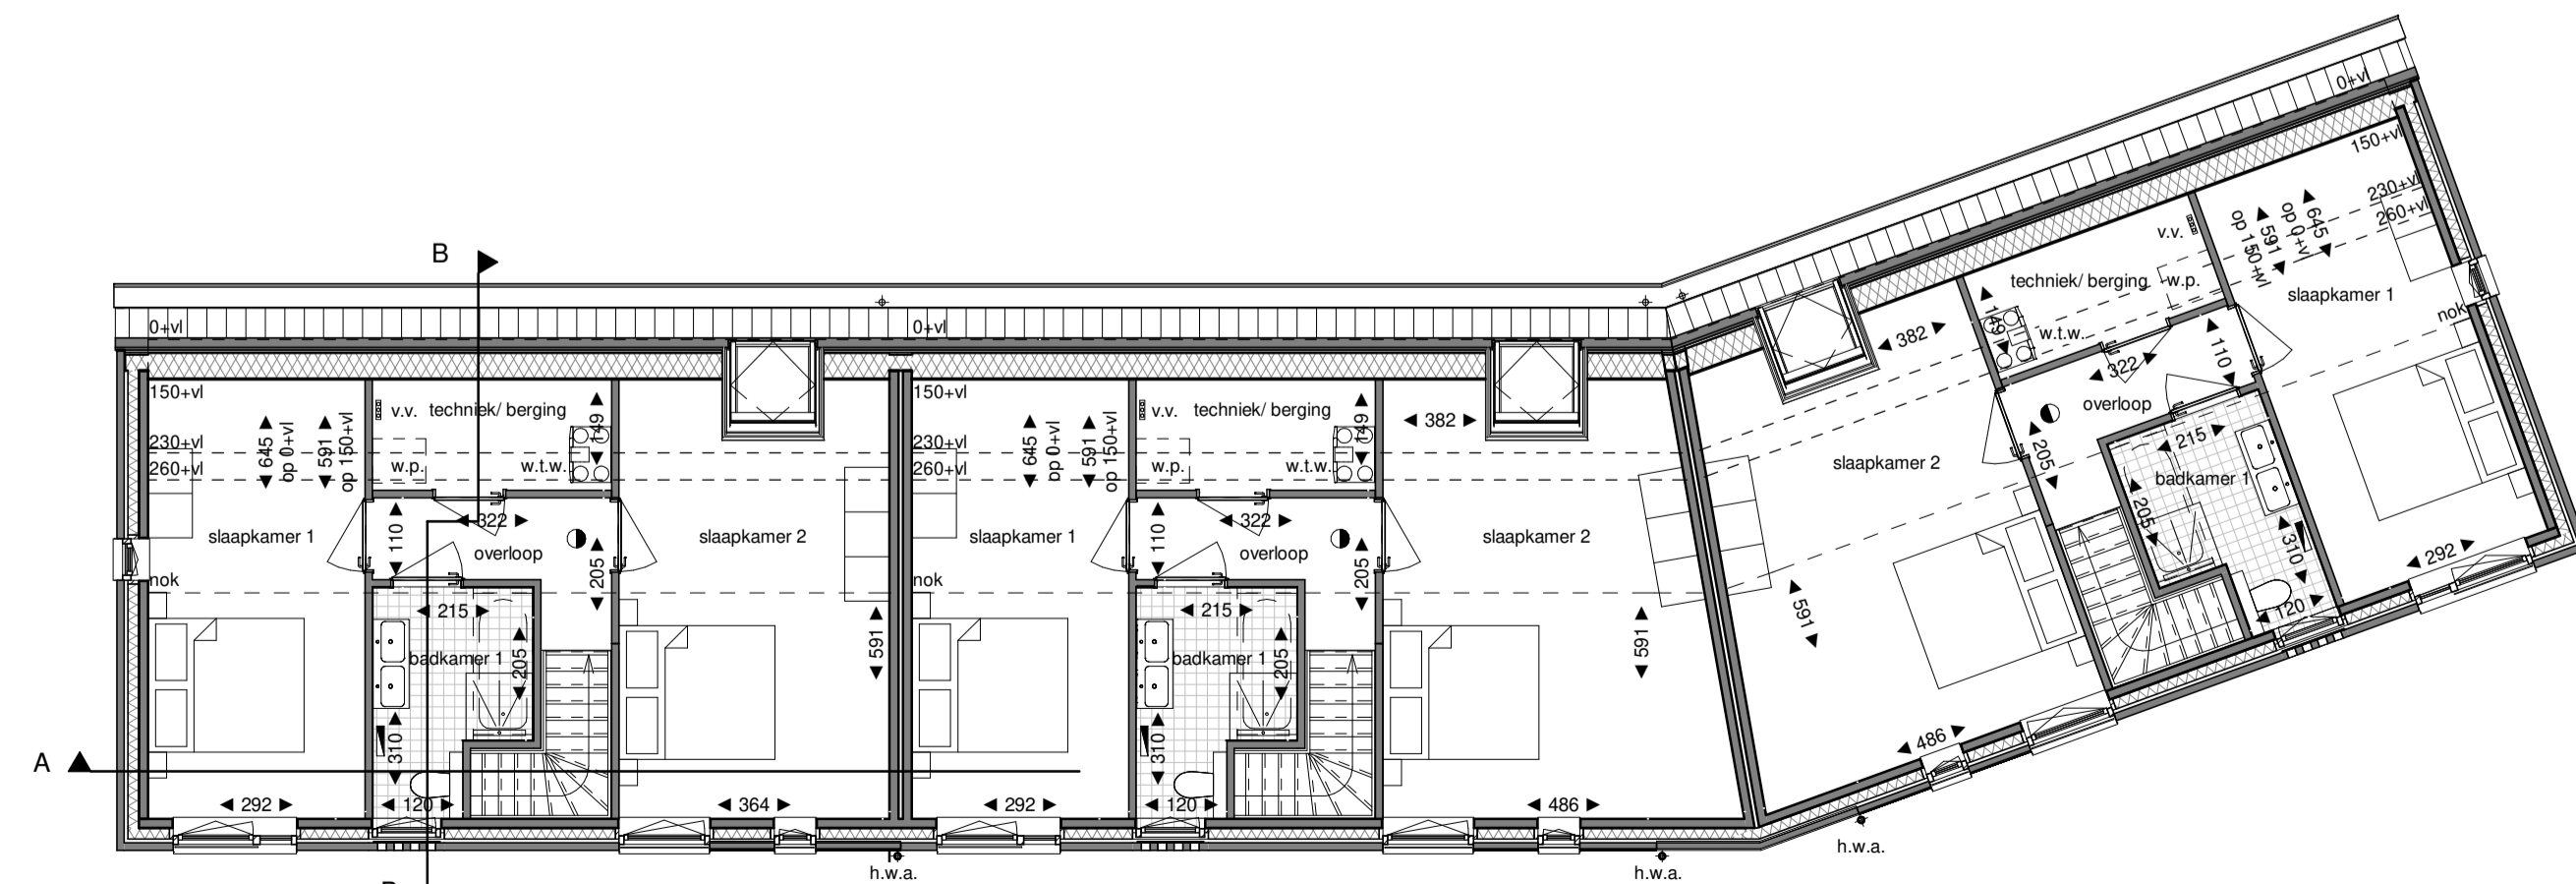 B
0+vl
150+vl
230+vl
260+vl
nok
645
op 0+vl
591
op 150+vl
v.v.
techniek/ berging
149
w.p.
w.t.w.
slaapkamer 1
110
322
overloop
205
slaapkamer 2
215
badkamer 1
205
310
591
A
292
120
364
h.w.a.
0+vl
150+vl
230+vl
260+vl
nok
645
op 0+vl
591
op 150+vl
v.v.
techniek/ berging
149
w.p.
w.t.w.
382
slaapkamer 1
110
322
overloop
205
slaapkamer 2
215
badkamer 1
205
310
591
292
120
486
h.w.a.
0+vl
150+vl
230+vl
260+vl
nok
645
op 0+vl
591
op 150+vl
v.v.
techniek/ berging
w.p.
149
w.t.w.
382
slaapkamer 1
110
322
overloop
205
slaapkamer 2
215
badkamer 1
205
310
591
292
120
486
h.w.a.